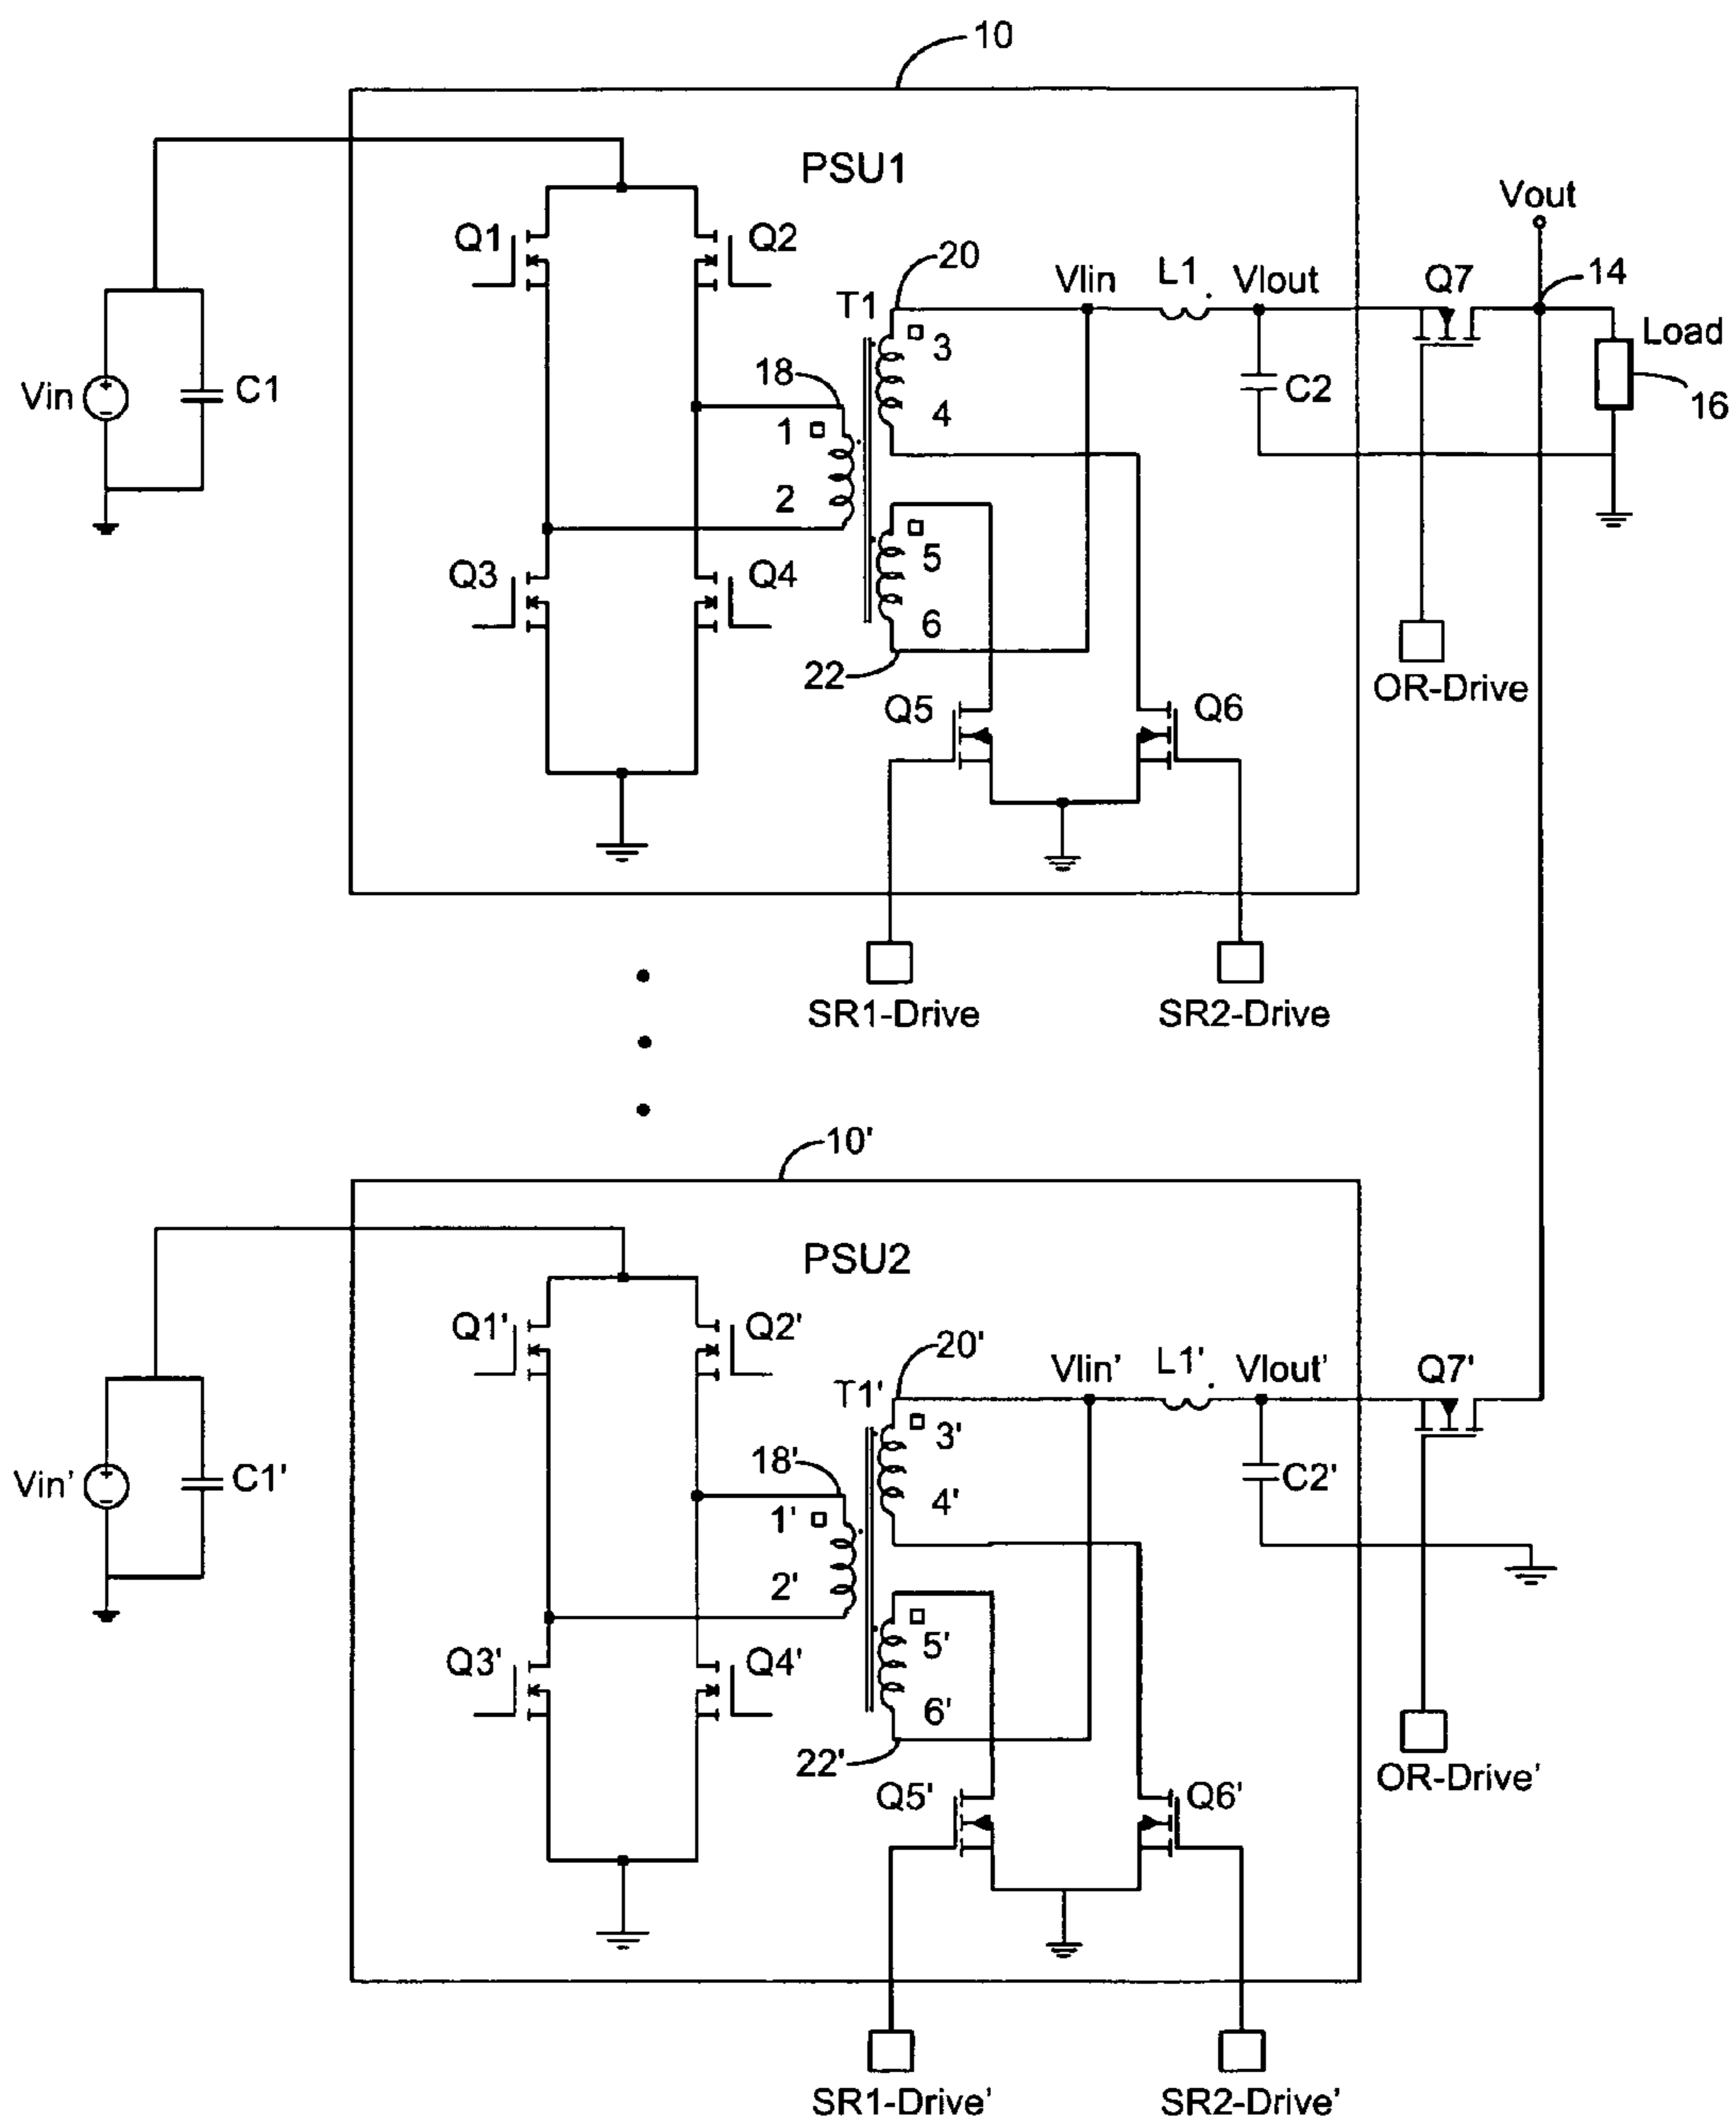 10
PSU1
Vout
Q1
Q2
20
Vlin
L1
Vlout
Q7
14
T1
3
Load
18
Vin
C1
1
4
C2
16
2
5
Q3
Q4
6
22
OR-Drive
Q5
Q6
SR1-Drive
SR2-Drive
10'
PSU2
Q1'
Q2'
20'
Vlin'
L1'
Vlout'
Q7'
T1'
3'
18'
Vin'
C1'
1'
4'
C2'
2'
5'
Q3'
Q4'
6'
22'
OR-Drive'
Q5'
Q6'
SR1-Drive'
SR2-Drive'